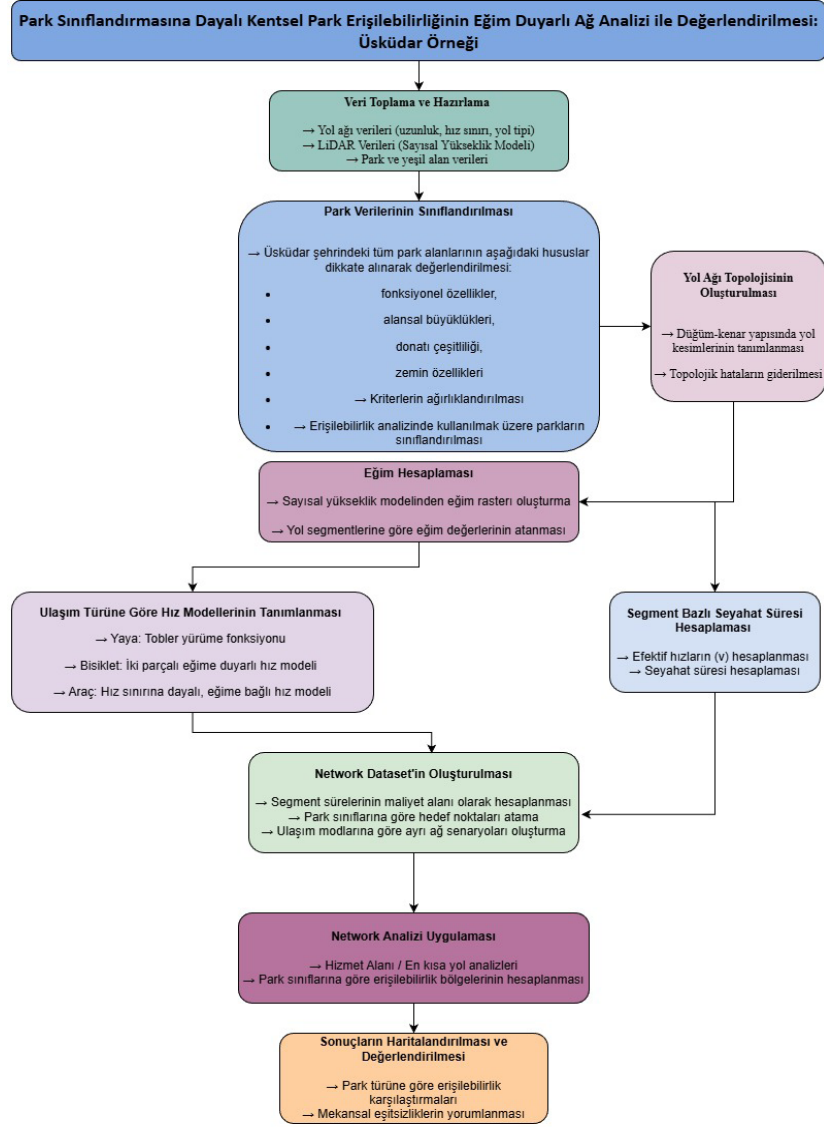 Park Sınıflandırmasına Dayalı Kentsel Park Erişilebilirliğinin Eğim Duyarlı Ağ Analizi ile Değerlendirilmesi:
Üsküdar Örneği
Veri Toplama ve Hazırlama
→ Yol ağı verileri (uzunluk, hız sınırı, yol tipi)
→ LiDAR Verileri (Sayısal Yükseklik Modeli)
→ Park ve yeşil alan verileri
Park Verilerinin Sınıflandırılması
→ Üsküdar şehrindeki tüm park alanlarının aşağıdaki hususlar
dikkate alınarak değerlendirilmesi:
• fonksiyonel özellikler,
• alansal büyüklükleri,
• donatı çeşitliliği,
• zemin özellikleri
• → Kriterlerin ağırlıklandırılması
• → Erişilebilirlik analizinde kullanılmak üzere parkların
sınıflandırılması
Yol Ağı Topolojisinin
Oluşturulması
→ Düğüm-kenar yapısında yol
kesimlerinin tanımlanması
→ Topolojik hataların giderilmesi
Eğim Hesaplaması
→ Sayısal yükseklik modelinden eğim rasterı oluşturma
→ Yol segmentlerine göre eğim değerlerinin atanması
Ulaşım Türüne Göre Hız Modellerinin Tanımlanması
→ Yaya: Tobler yürüme fonksiyonu
→ Bisiklet: İki parçalı eğime duyarlı hız modeli
→ Araç: Hız sınırına dayalı, eğime bağlı hız modeli
Segment Bazlı Seyahat Süresi
Hesaplaması
→ Efektif hızların (v) hesaplanması
→ Seyahat süresi hesaplaması
Network Dataset'in Oluşturulması
→ Segment sürelerinin maliyet alanı olarak hesaplanması
→ Park sınıflarına göre hedef noktaları atama
→ Ulaşım modlarına göre ayrı ağ senaryoları oluşturma
Network Analizi Uygulaması
→ Hizmet Alanı / En kısa yol analizleri
→ Park sınıflarına göre erişilebilirlik bölgelerinin hesaplanması
Sonuçların Haritalandırılması ve
Değerlendirilmesi
→ Park türüne göre erişilebilirlik
karşılaştırmaları
→ Mekansal eşitsizliklerin yorumlanması